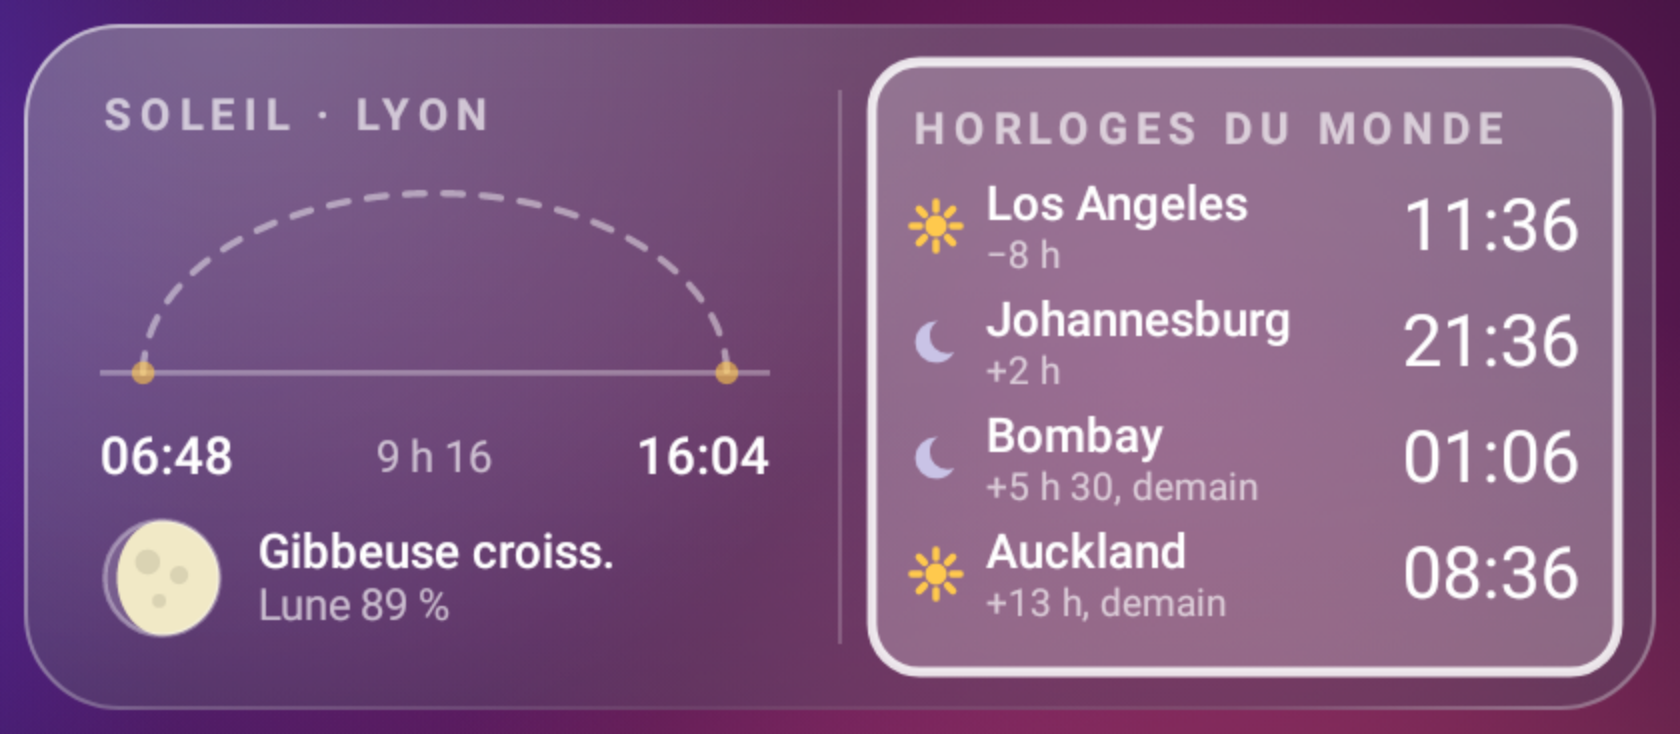 SOLEIL · LYON
06:48 9 h 16 16:04
Gibbeuse croiss.
Lune 89 %
HORLOGES DU MONDE
Los Angeles 11:36
−8 h
Johannesburg 21:36
+2 h
Bombay 01:06
+5 h 30, demain
Auckland 08:36
+13 h, demain